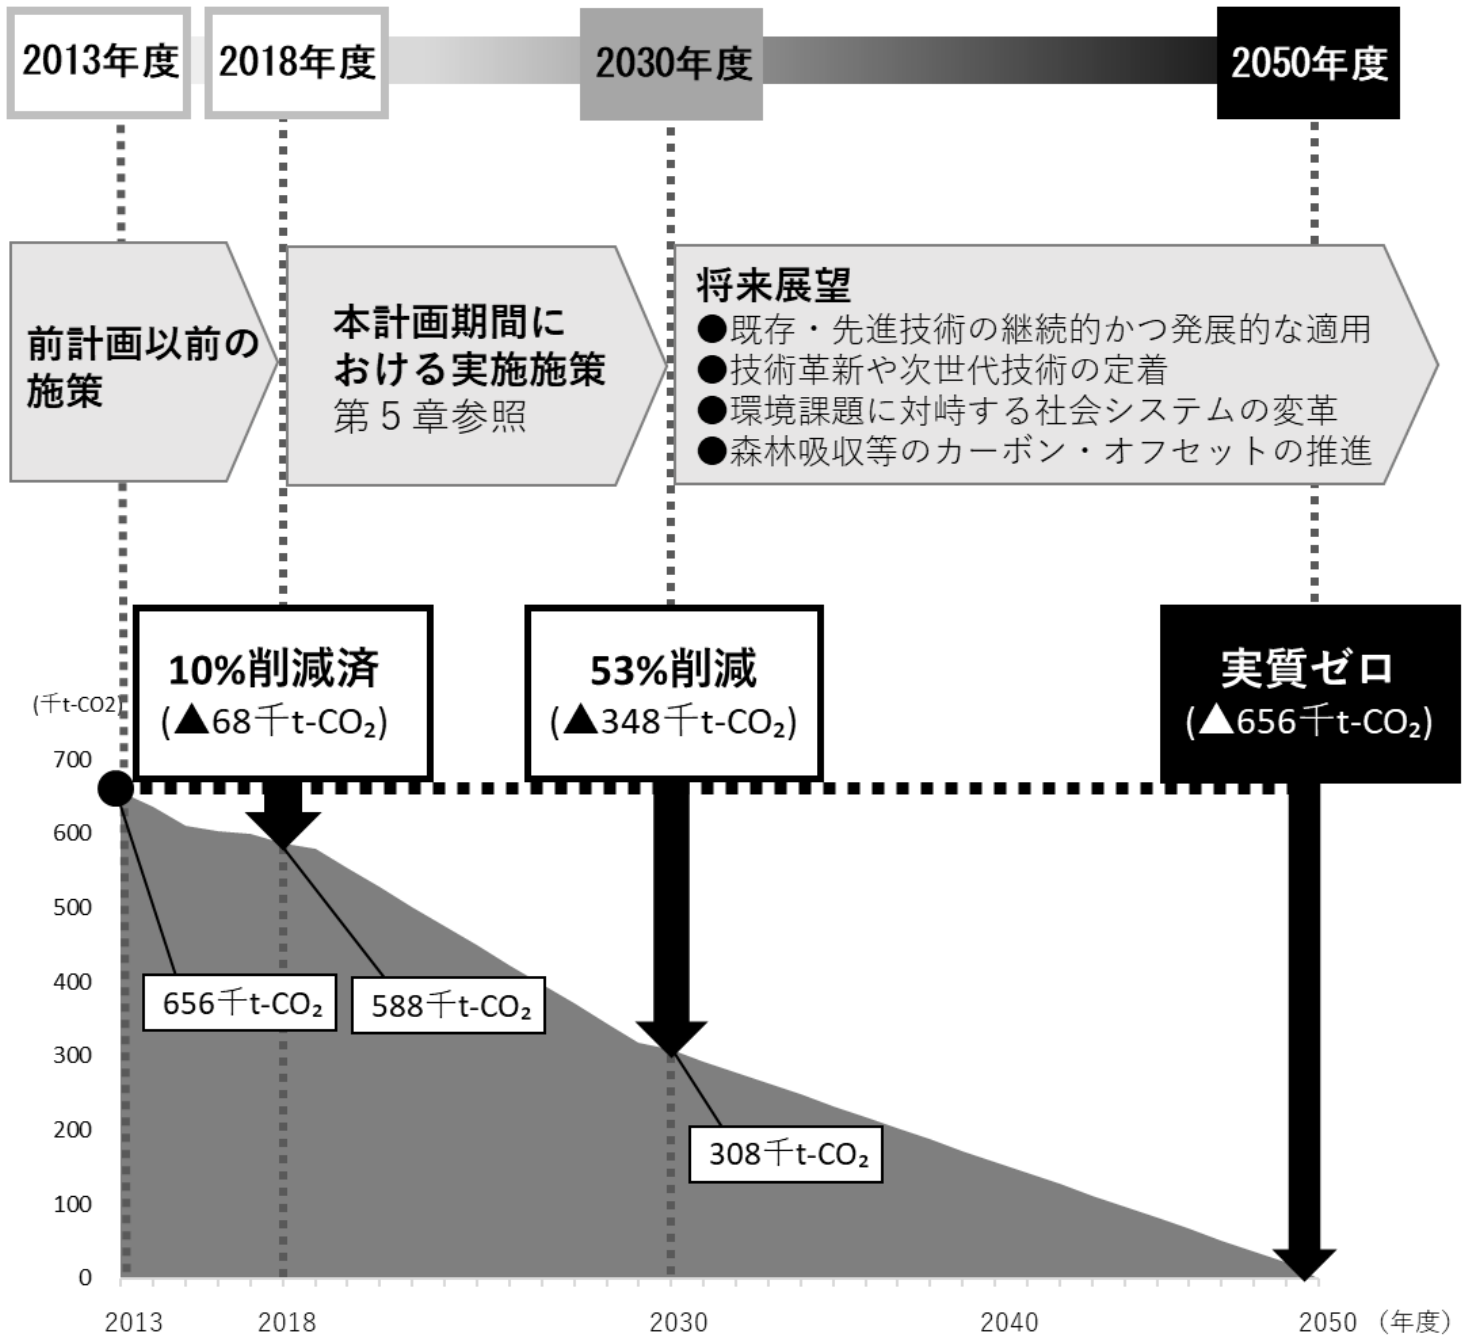 2013年度
2018年度
2030年度
2050年度
前計画以前の
施策
本計画期間に
おける実施施策
第5章参照
将来展望
●既存・先進技術の継続的かつ発展的な適用
●技術革新や次世代技術の定着
●環境課題に対峙する社会システムの変革
●森林吸収等のカーボン・オフセットの推進
10%削減済
(▲68千t-CO₂)
53%削減
(▲348千t-CO₂)
実質ゼロ
(▲656千t-CO₂)
(千t-CO2)
700
600
500
400
300
200
100
0
656千t-CO₂
588千t-CO₂
308千t-CO₂
2013
2018
2030
2040
2050
（年度）